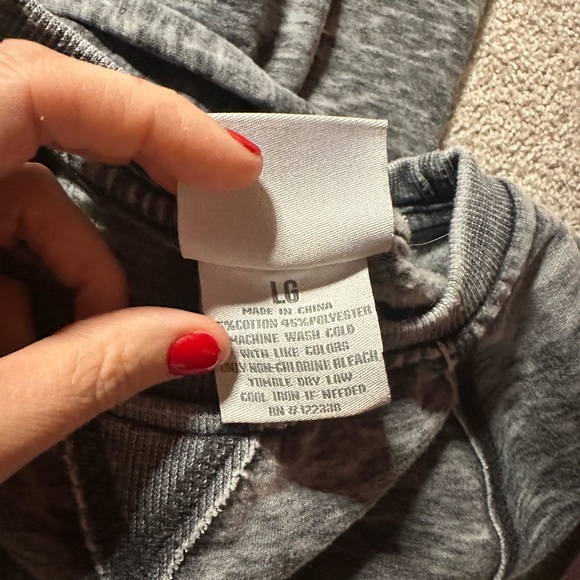 LG
MADE IN CHINA
%COTTON 45%POLYESTER
MACHINE WASH COLD
WITH LIKE COLORS
ONLY NON-CHLORINE BLEACH
TUMBLE DRY LOW
COOL IRON IF NEEDED
RN #122338